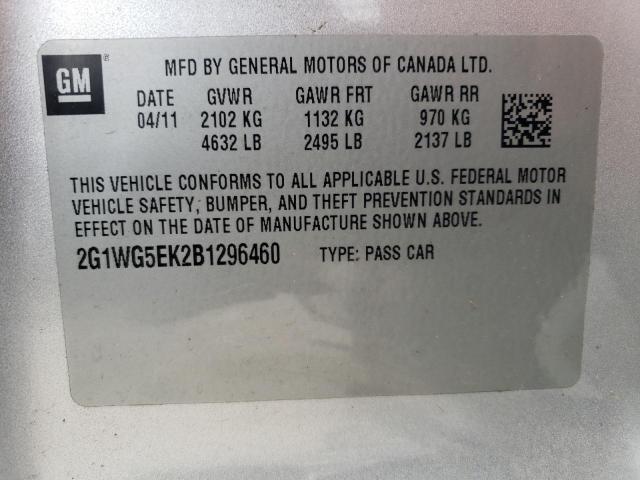 GM
®
MFD BY GENERAL MOTORS OF CANADA LTD.
DATE GVWR GAWR FRT GAWR RR
04/11 2102 KG 1132 KG 970 KG
4632 LB 2495 LB 2137 LB
THIS VEHICLE CONFORMS TO ALL APPLICABLE U.S. FEDERAL MOTOR
VEHICLE SAFETY, BUMPER, AND THEFT PREVENTION STANDARDS IN
EFFECT ON THE DATE OF MANUFACTURE SHOWN ABOVE.
2G1WG5EK2B1296460 TYPE: PASS CAR